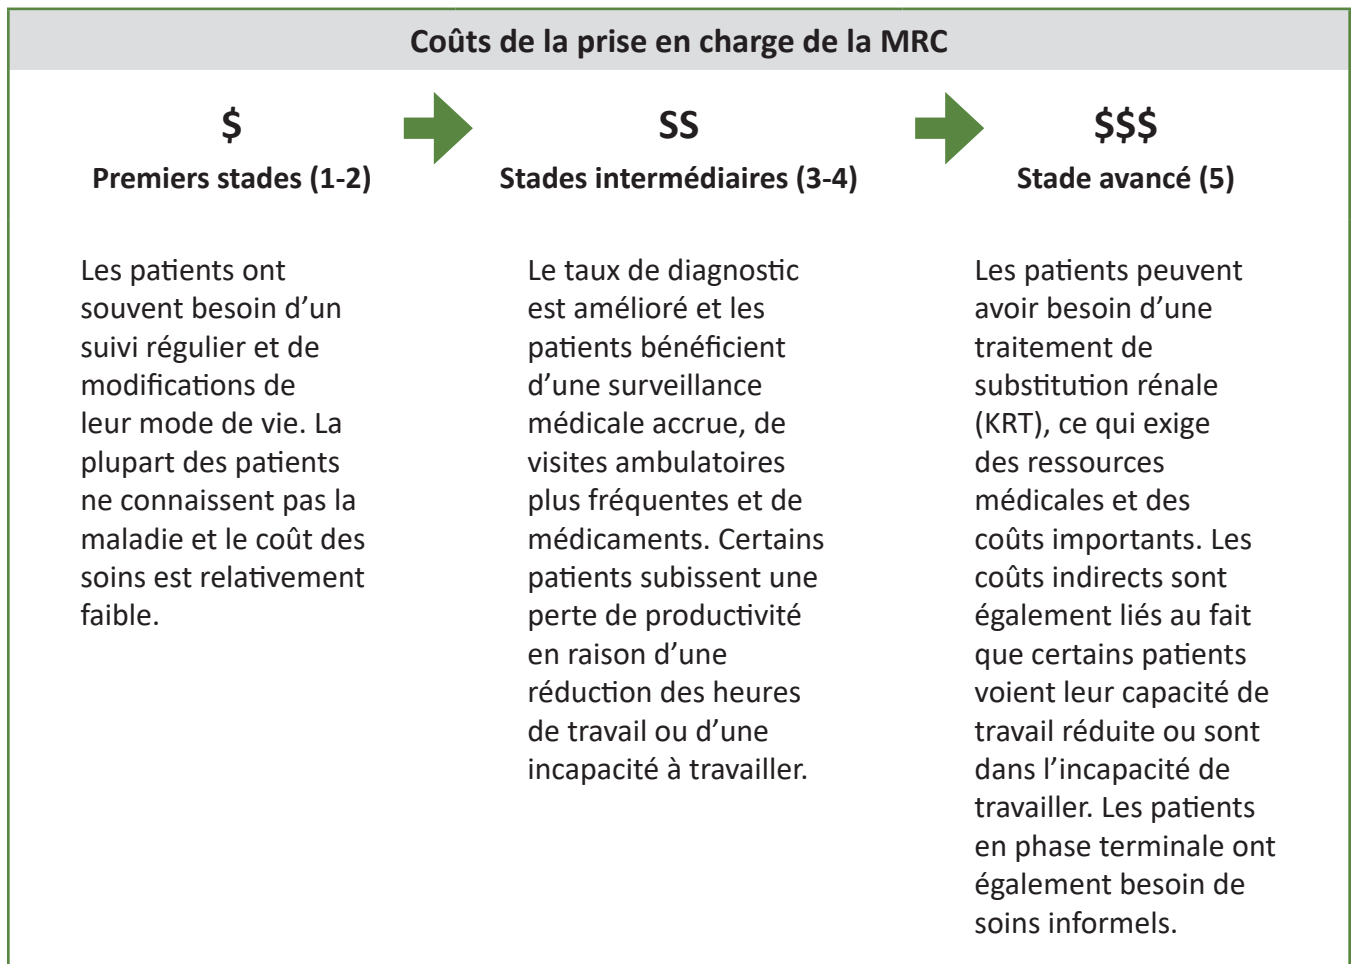 Coûts de la prise en charge de la MRC
$
Premiers stades (1-2)
Les patients ont
souvent besoin d’un
suivi régulier et de
modifications de
leur mode de vie. La
plupart des patients
ne connaissent pas la
maladie et le coût des
soins est relativement
faible.
SS
Stades intermédiaires (3-4)
Le taux de diagnostic
est amélioré et les
patients bénéficient
d’une surveillance
médicale accrue, de
visites ambulatoires
plus fréquentes et de
médicaments. Certains
patients subissent une
perte de productivité
en raison d’une
réduction des heures
de travail ou d’une
incapacité à travailler.
$$$
Stade avancé (5)
Les patients peuvent
avoir besoin d’une
traitement de
substitution rénale
(KRT), ce qui exige
des ressources
médicales et des
coûts importants. Les
coûts indirects sont
également liés au fait
que certains patients
voient leur capacité de
travail réduite ou sont
dans l’incapacité de
travailler. Les patients
en phase terminale ont
également besoin de
soins informels.